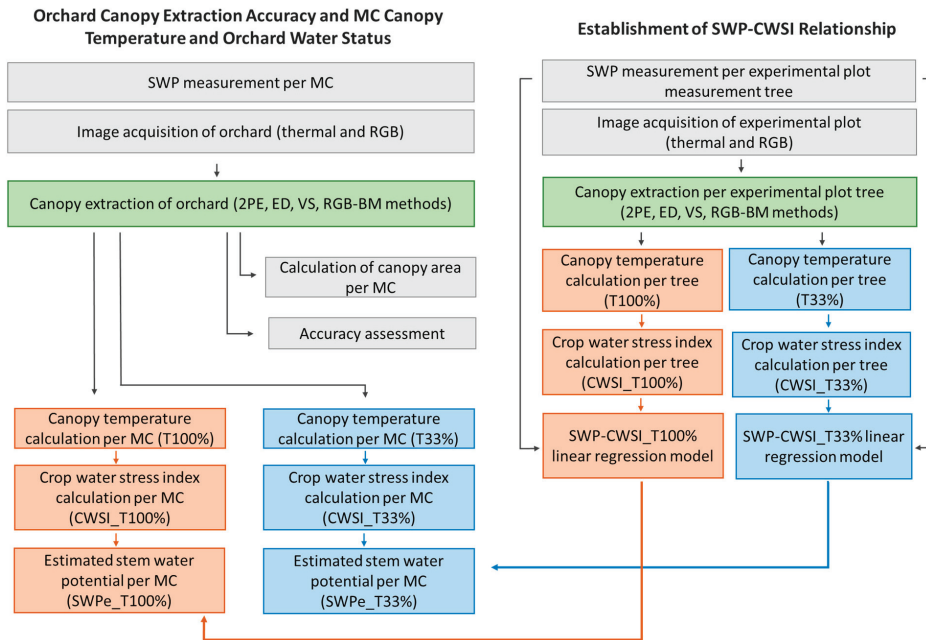 Orchard Canopy Extraction Accuracy and MC Canopy
Temperature and Orchard Water Status
SWP measurement per MC
Image acquisition of orchard (thermal and RGB)
Canopy extraction of orchard (2PE, ED, VS, RGB-BM methods)
Calculation of canopy area
per MC
Accuracy assessment
Canopy temperature
calculation per MC (T100%)
Crop water stress index
calculation per MC
(CWSI_T100%)
Estimated stem water
potential per MC
(SWPe_T100%)
Canopy temperature
calculation per MC (T33%)
Crop water stress index
calculation per MC
(CWSI_T33%)
Estimated stem water
potential per MC
(SWPe_T33%)
Establishment of SWP-CWSI Relationship
SWP measurement per experimental plot
measurement tree
Image acquisition of experimental plot
(thermal and RGB)
Canopy extraction per experimental plot tree
(2PE, ED, VS, RGB-BM methods)
Canopy temperature
calculation per tree
(T100%)
Crop water stress index
calculation per tree
(CWSI_T100%)
SWP-CWSI_T100%
linear regression model
Canopy temperature
calculation per tree
(T33%)
Crop water stress index
calculation per tree
(CWSI_T33%)
SWP-CWSI_T33% linear
regression model